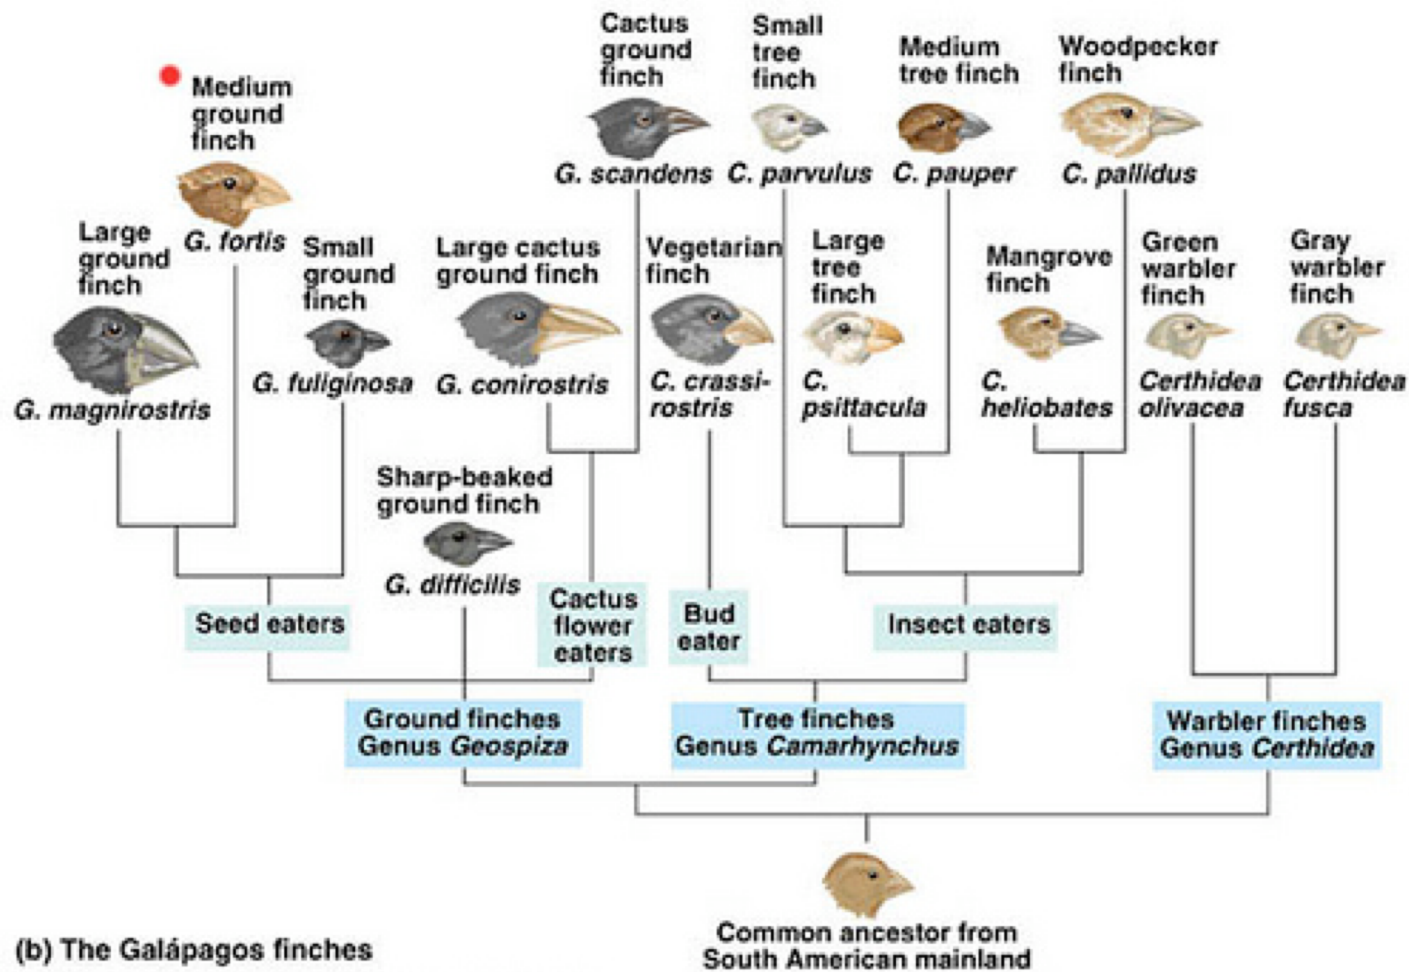 Cactus
ground
finch
G. scandens
Small
tree
finch
C. parvulus
Medium
tree finch
C. pauper
Woodpecker
finch
C. pallidus
Medium
ground
finch
G. fortis
Large
ground
finch
G. magnirostris
Small
ground
finch
G. fuliginosa
Large cactus
ground finch
G. conirostris
Vegetarian
finch
C. crassi-
rostris
Large
tree
finch
C.
psittacula
Mangrove
finch
C.
heliobates
Green
warbler
finch
Certhidea
olivacea
Gray
warbler
finch
Certhidea
fusca
Sharp-beaked
ground finch
G. difficilis
Seed eaters
Cactus
flower
eaters
Bud
eater
Insect eaters
Ground finches
Genus Geospiza
Tree finches
Genus Camarhynchus
Warbler finches
Genus Certhidea
Common ancestor from
South American mainland
(b) The Galápagos finches